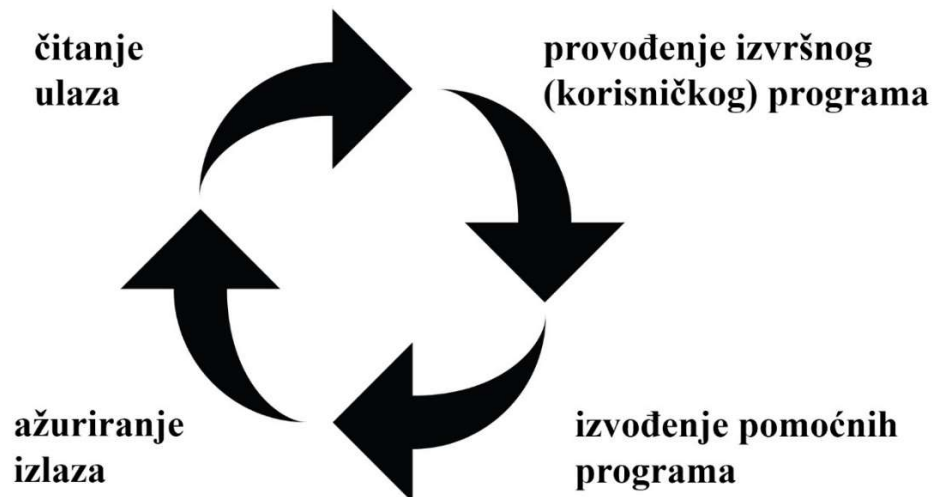 čitanje
ulaza
provođenje izvršnog
(korisničkog) programa
izvođenje pomoćnih
programa
ažuriranje
izlaza